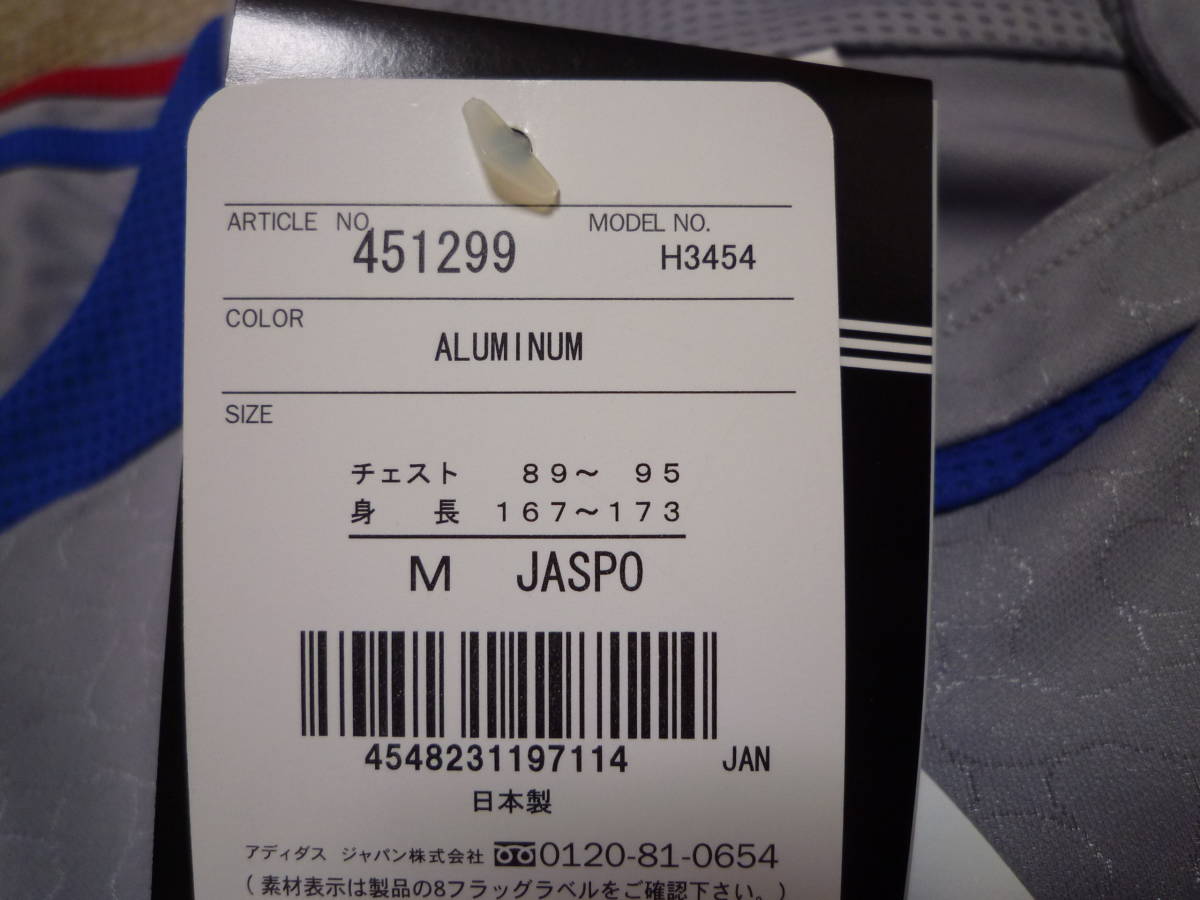 ARTICLE NO. 451299 MODEL NO. H3454
COLOR
ALUMINUM
SIZE
チェスト 89～ 95
身 長 167～173
M JASPO
4548231197114 JAN
日本製
アディダス ジャパン株式会社 0120-81-0654
(素材表示は製品の8フラッグラベルをご確認下さい。)